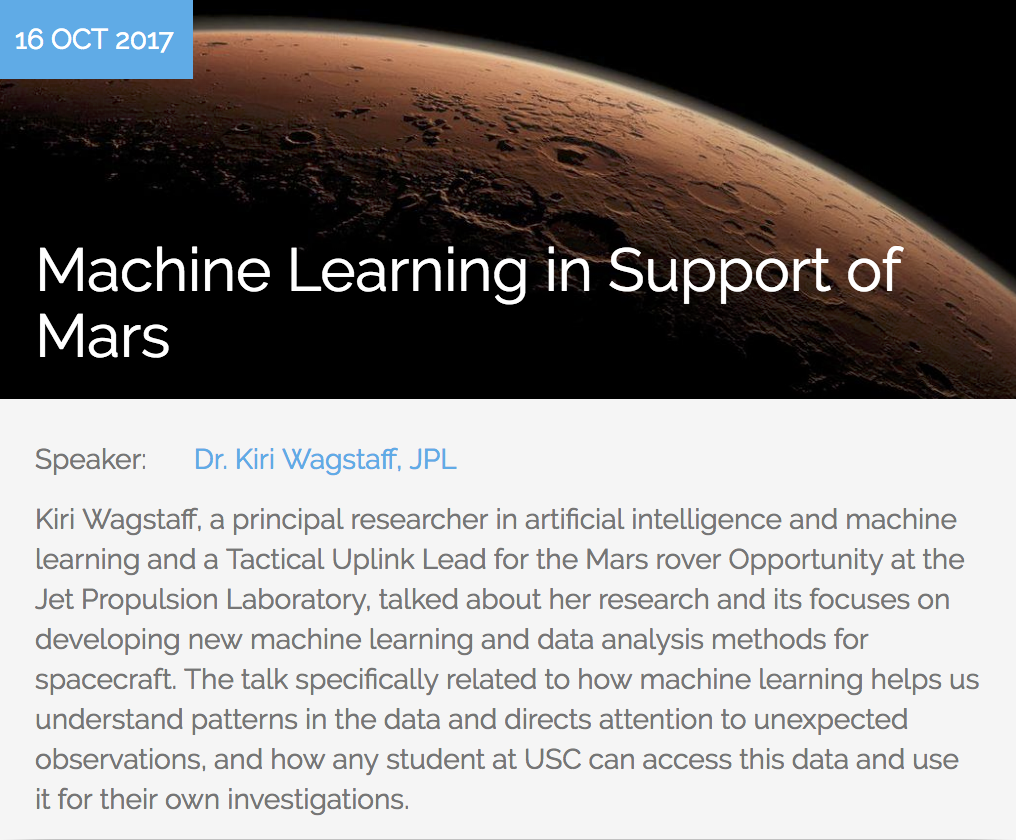 16 OCT 2017
Machine Learning in Support of
Mars
Speaker: Dr. Kiri Wagstaff, JPL
Kiri Wagstaff, a principal researcher in artificial intelligence and machine
learning and a Tactical Uplink Lead for the Mars rover Opportunity at the
Jet Propulsion Laboratory, talked about her research and its focuses on
developing new machine learning and data analysis methods for
spacecraft. The talk specifically related to how machine learning helps us
understand patterns in the data and directs attention to unexpected
observations, and how any student at USC can access this data and use
it for their own investigations.